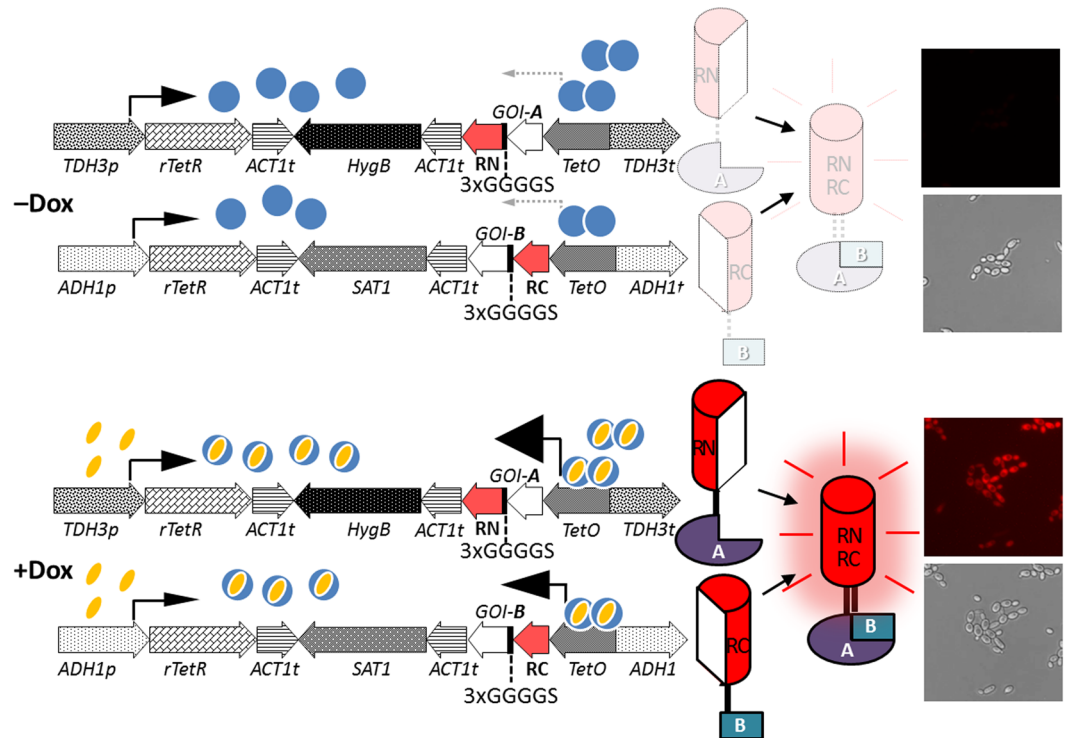 GOI-A
RN
TDH3p rTetR ACT1t HygB ACT1t RN TetO TDH3t
3xGGGGS
A
RN
RC
–Dox
GOI-B
RC
B
A
ADH1p rTetR ACT1t SAT1 ACT1t RC TetO ADH1t
3xGGGGS
B
GOI-A
RN
TDH3p rTetR ACT1t HygB ACT1t RN TetO TDH3t
3xGGGGS
A
RN
RC
+Dox
GOI-B
RC
B
A
ADH1p rTetR ACT1t SAT1 ACT1t RC TetO ADH1
3xGGGGS
B